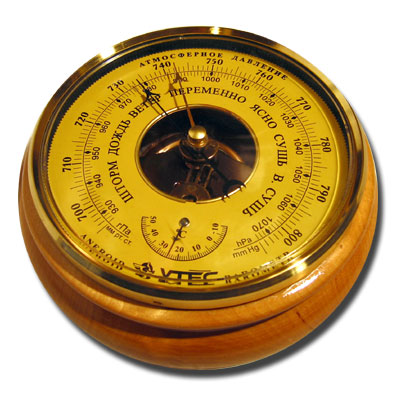 АТМОСФЕРНОЕ ДАВЛЕНИЕ
700 710 720 730 740 750 760 770 780 790 800
930 940 950 960 970 980 990 1000 1010 1020 1030 1040 1050 1060 1070
ШТОРМ ДОЖДЬ ВЕТЕР ПЕРЕМЕННО ЯСНО СУШЬ В СУШЬ
гПа
мм рт. ст.
hPa
mm Hg
50 40 30 20 10 0 -10
UTES